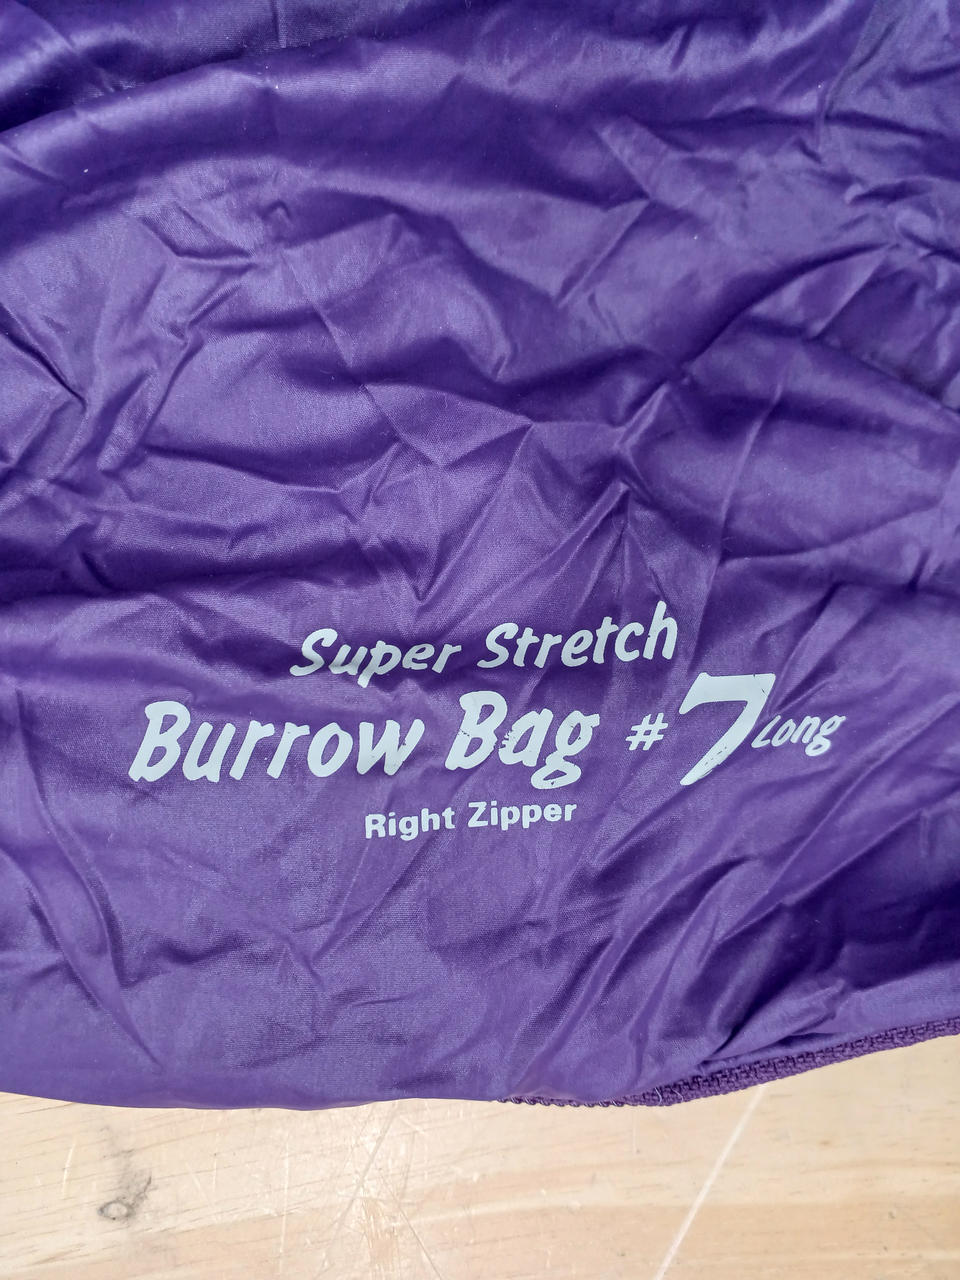 Super Stretch
Burrow Bag #7 Long
Right Zipper